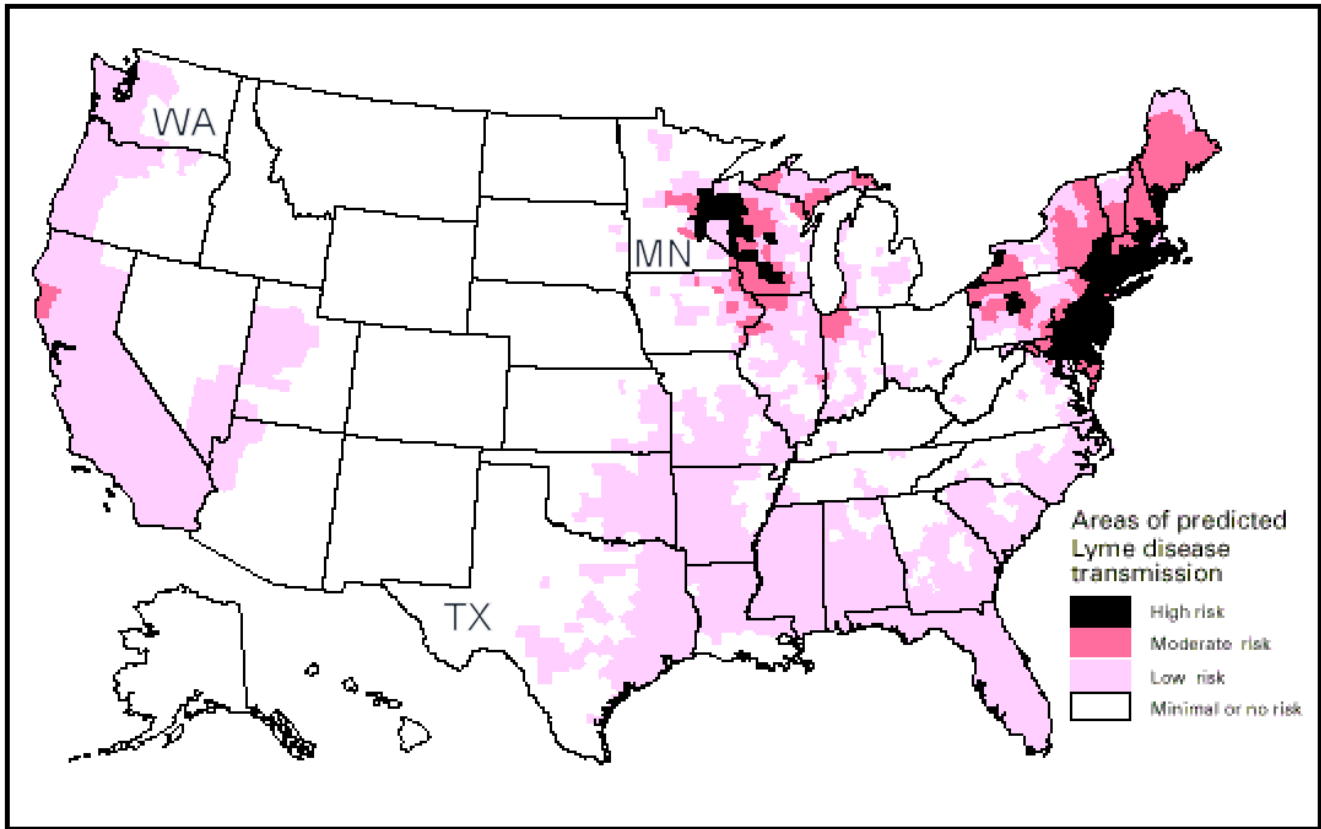 WA
MN
TX
Areas of predicted
Lyme disease
transmission
High risk
Moderate risk
Low risk
Minimal or no risk